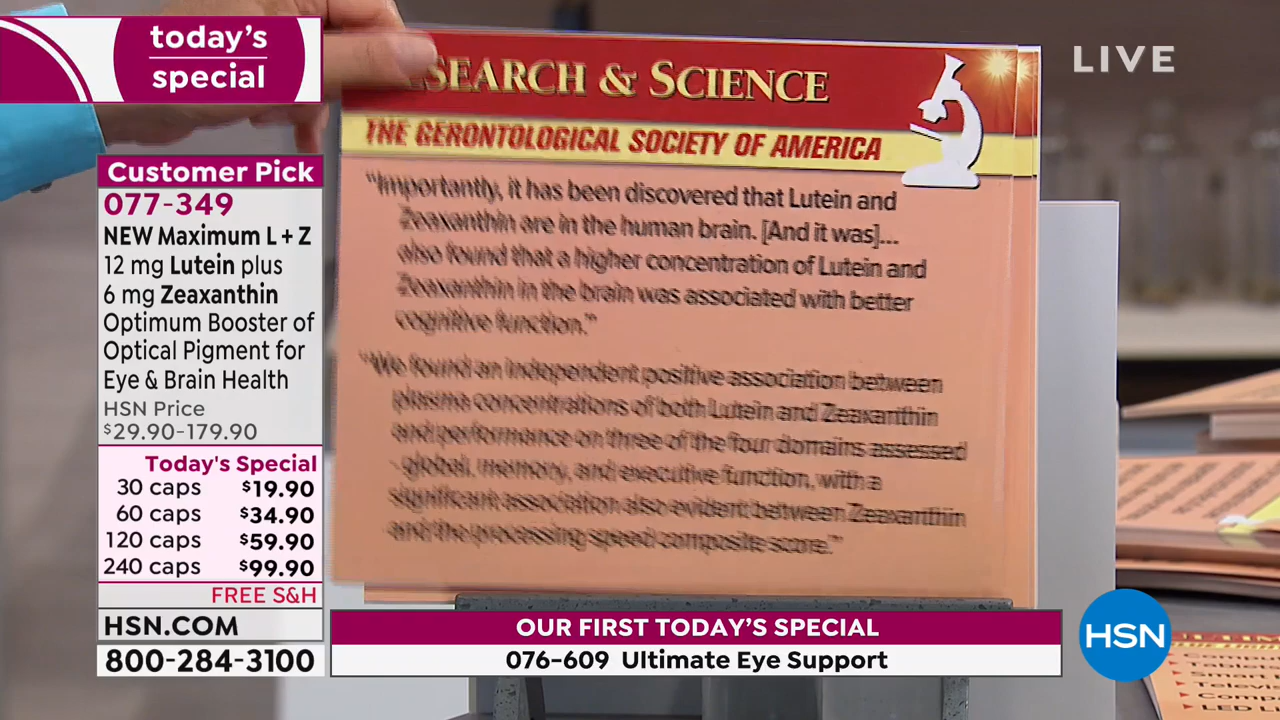 today's
special
Customer Pick
077-349
NEW Maximum L + Z
12 mg Lutein plus
6 mg Zeaxanthin
Optimum Booster of
Optical Pigment for
Eye & Brain Health
HSN Price
$29.90-179.90
Today's Special
30 caps $19.90
60 caps $34.90
120 caps $59.90
240 caps $99.90
FREE S&H
HSN.COM
800-284-3100
LIVE
SEARCH & SCIENCE
THE GERONTOLOGICAL SOCIETY OF AMERICA
"Importantly, it has been discovered that Lutein and
Zeaxanthin are in the human brain. [And it was]...
also found that a higher concentration of Lutein and
Zeaxanthin in the brain was associated with better
cognitive function."
"We found an independent positive association between
plasma concentrations of both Lutein and Zeaxanthin
and performance on three of the four domains assessed
- global, memory, and executive function, with a
significant association also evident between Zeaxanthin
and the processing speed composite score."
OUR FIRST TODAY'S SPECIAL
076-609 Ultimate Eye Support
HSN